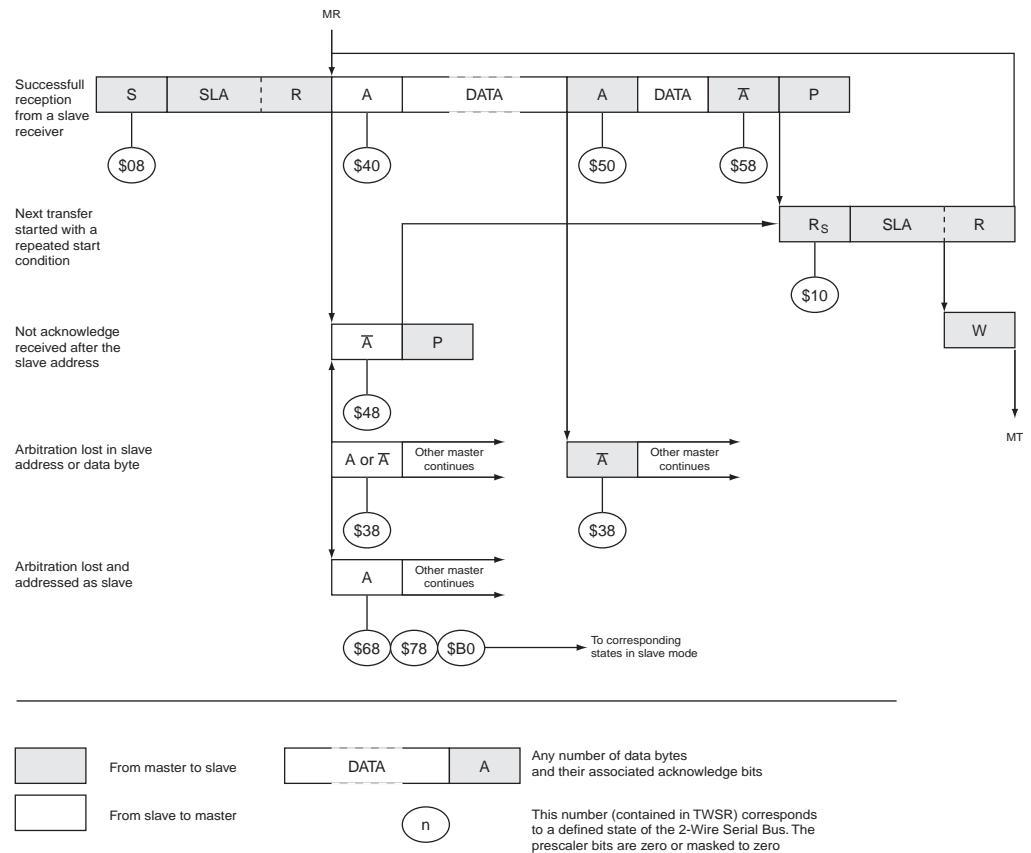 MR
Successfull
reception
from a slave
receiver
S SLA R A DATA A DATA A̅ P
$08 $40 $50 $58
Next transfer
started with a
repeated start
condition
RS SLA R
$10
Not acknowledge
received after the
slave address
A̅ P
W
$48
MT
Arbitration lost in slave
address or data byte
A or A̅
Other master
continues
A̅
Other master
continues
$38 $38
Arbitration lost and
addressed as slave
A
Other master
continues
$68 $78 $B0
To corresponding
states in slave mode
From master to slave
DATA A
Any number of data bytes
and their associated acknowledge bits
From slave to master
n
This number (contained in TWSR) corresponds
to a defined state of the 2-Wire Serial Bus. The
prescaler bits are zero or masked to zero